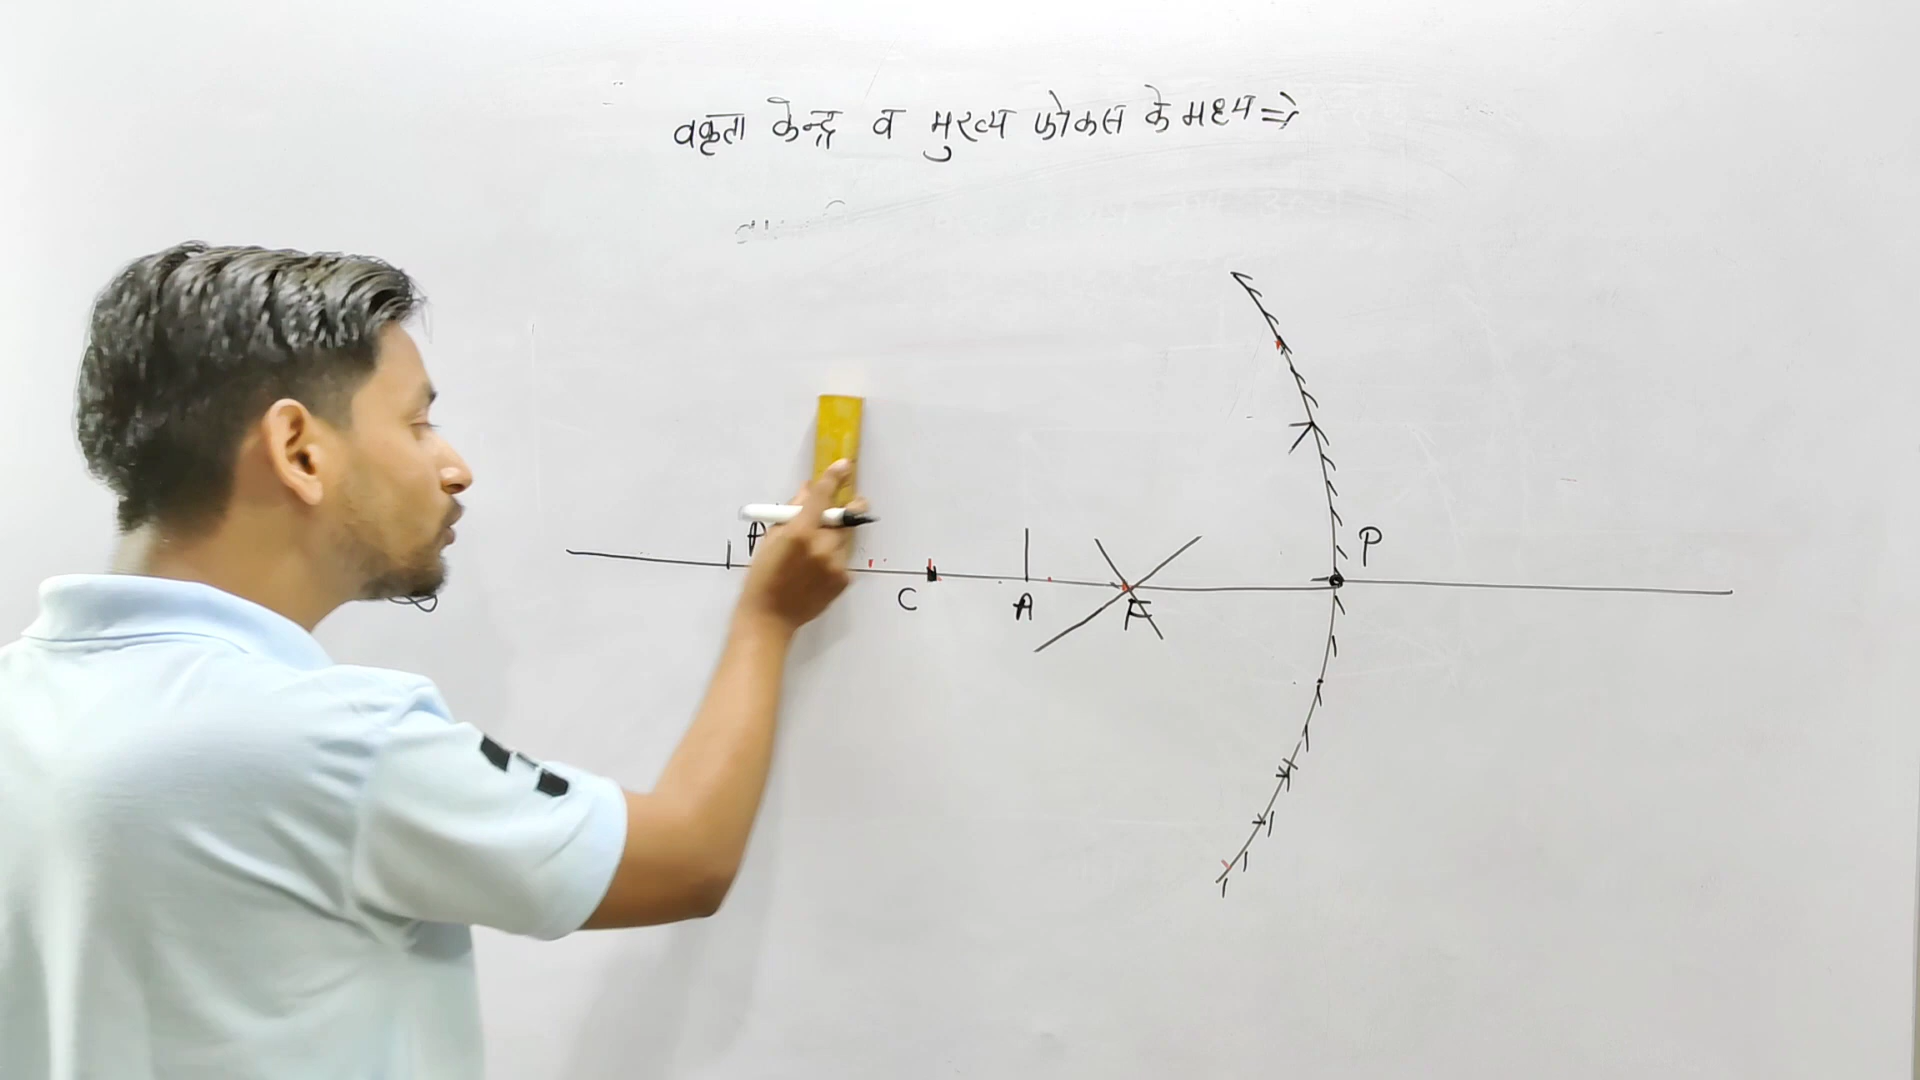 वक्रता केन्द्र व मुख्य फोकस के मध्य ⇒
P
A
C
A
F